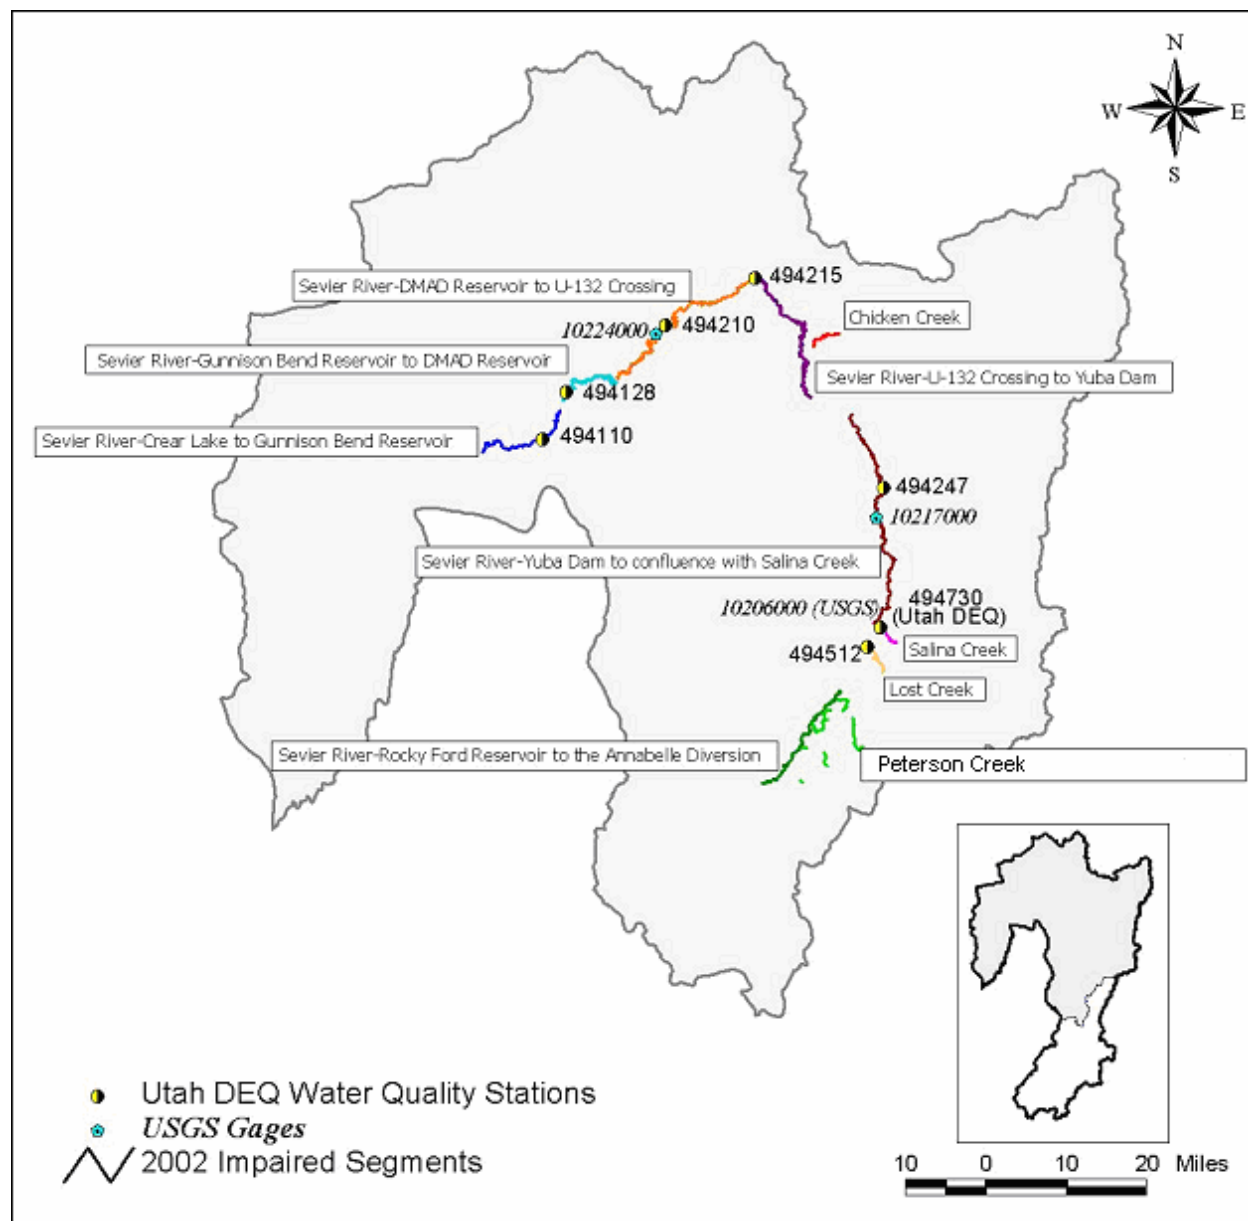 N
W E
S
494215
Sevier River-DMAD Reservoir to U-132 Crossing
Chicken Creek
10224000
494210
Sevier River-Gunnison Bend Reservoir to DMAD Reservoir
Sevier River-U-132 Crossing to Yuba Dam
494128
Sevier River-Crear Lake to Gunnison Bend Reservoir
494110
494247
10217000
Sevier River-Yuba Dam to confluence with Salina Creek
494730
10206000 (USGS)
(Utah DEQ)
494512
Salina Creek
Lost Creek
Sevier River-Rocky Ford Reservoir to the Annabelle Diversion
Peterson Creek
Utah DEQ Water Quality Stations
USGS Gages
2002 Impaired Segments
10 0 10 20 Miles